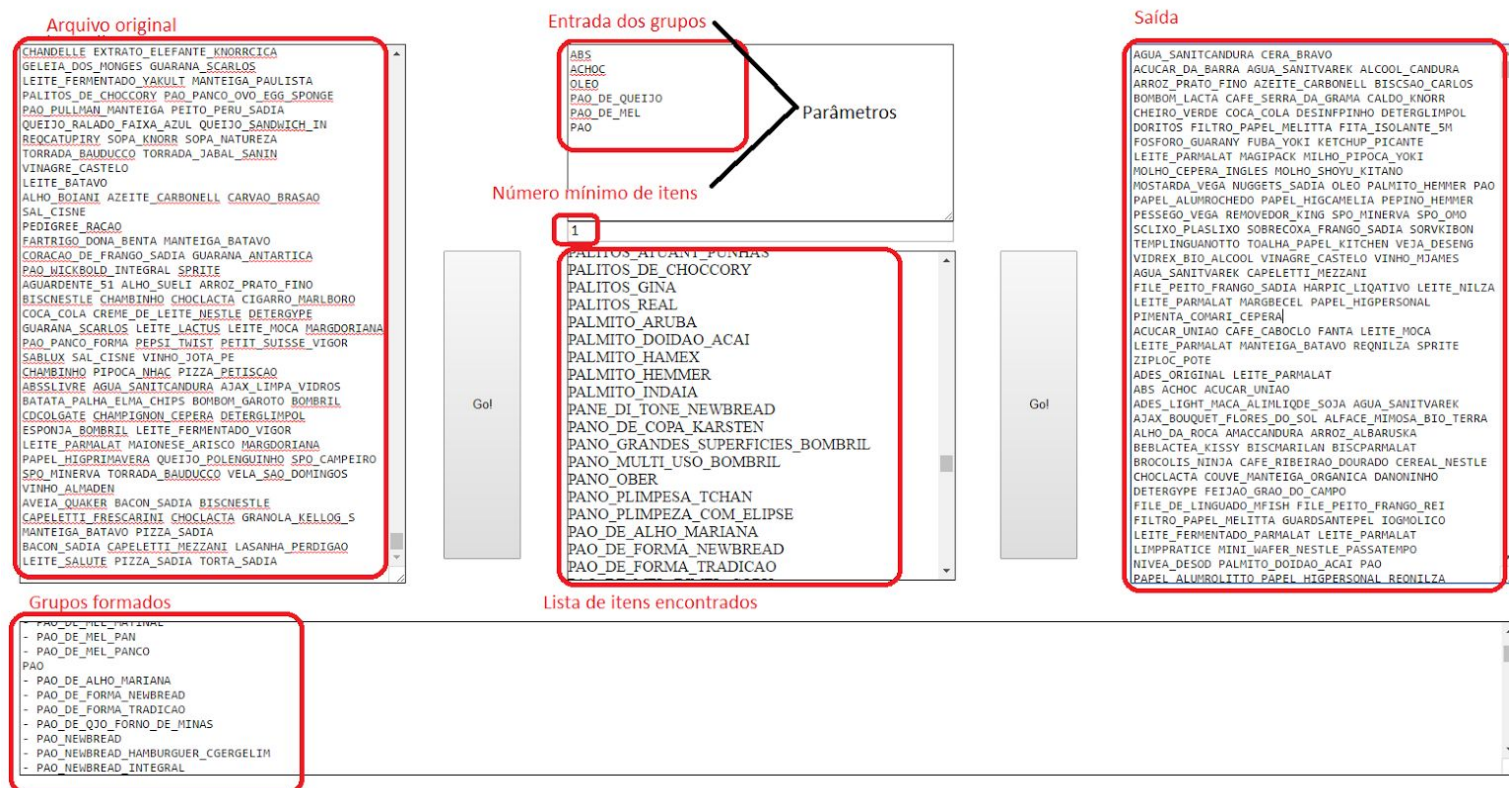 Arquivo original
CHANDELLE EXTRATO_ELEFANTE_KNORRCICA
GELEIA_DOS_MONGES GUARANA_SCARLOS
LEITE_FERMENTADO_YAKULT MANTEIGA_PAULISTA
PALITOS_DE_CHOCCORY PAO_PANCO_OVO_EGG_SPONGE
PAO_PULLMAN_MANTEIGA PEITO_PERU_SADIA
QUEIJO_RALADO_FAIXA_AZUL QUEIJO_SANDWICH_IN
REQCATUPIRY SOPA_KNORR SOPA_NATUREZA
TORRADA_BAUDUCCO TORRADA_JABAL_SANIN
VINAGRE_CASTELO
LEITE_BATAVO
ALHO_BOIANI AZEITE_CARBONELL CARVAO_BRASAO
SAL_CISNE
PEDIGREE_RACAO
FARTRIGO_DONA_BENTA MANTEIGA_BATAVO
CORACAO_DE_FRANGO_SADIA GUARANA_ANTARTICA
PAO_WICKBOLD_INTEGRAL SPRITE
AGUARDENTE_51 ALHO_SUELI ARROZ_PRATO_FINO
BISCNESTLE CHAMBINHO CHOCLACTA CIGARRO_MARLBORO
COCA_COLA CREME_DE_LEITE_NESTLE DETERGYPE
GUARANA_SCARLOS LEITE_LACTUS LEITE_MOCA MARGDORIANA
PAO_PANCO_FORMA PEPSI_TWIST PETIT_SUISSE_VIGOR
SABLUX SAL_CISNE VINHO_JOTA_PE
CHAMBINHO PIPOCA_NHAC PIZZA_PETISCAO
ABSSLIVRE AGUA_SANITCANDURA AJAX_LIMPA_VIDROS
BATATA_PALHA_ELMA_CHIPS BOMBOM_GAROTO BOMBRIL
CDCOLGATE CHAMPIGNON_CEPERA DETERGLIMPOL
ESPONJA_BOMBRIL LEITE_FERMENTADO_VIGOR
LEITE_PARMALAT MAIONESE_ARISCO MARGDORIANA
PAPEL_HIGPRIMAVERA QUEIJO_POLENGUINHO SPO_CAMPEIRO
SPO_MINERVA TORRADA_BAUDUCCO VELA_SAO_DOMINGOS
VINHO_ALMADEN
AVEIA_QUAKER BACON_SADIA BISCNESTLE
CAPELETTI_FRESCARINI CHOCLACTA GRANOLA_KELLOG_S
MANTEIGA_BATAVO PIZZA_SADIA
BACON_SADIA CAPELETTI_MEZZANI LASANHA_PERDIGAO
LEITE_SALUTE PIZZA_SADIA TORTA_SADIA
Go!
Entrada dos grupos
ABS
ACHOC
OLEO
PAO_DE_QUEIJO
PAO_DE_MEL
PAO
Parâmetros
Número mínimo de itens
1
PALITOS_ATUANT_PUNHAS
PALITOS_DE_CHOCCORY
PALITOS_GINA
PALITOS_REAL
PALMITO_ARUBA
PALMITO_DOIDAO_ACAI
PALMITO_HAMEX
PALMITO_HEMMER
PALMITO_INDAIA
PANE_DI_TONE_NEWBREAD
PANO_DE_COPA_KARSTEN
PANO_GRANDES_SUPERFICIES_BOMBRIL
PANO_MULTI_USO_BOMBRIL
PANO_OBER
PANO_PLIMPESA_TCHAN
PANO_PLIMPEZA_COM_ELIPSE
PAO_DE_ALHO_MARIANA
PAO_DE_FORMA_NEWBREAD
PAO_DE_FORMA_TRADICAO
Lista de itens encontrados
Go!
Saída
AGUA_SANITCANDURA CERA_BRAVO
ACUCAR_DA_BARRA AGUA_SANITVAREK ALCOOL_CANDURA
ARROZ_PRATO_FINO AZEITE_CARBONELL BISCSAO_CARLOS
BOMBOM_LACTA CAFE_SERRA_DA_GRAMA CALDO_KNORR
CHEIRO_VERDE COCA_COLA DESINFPINHO DETERGLIMPOL
DORITOS FILTRO_PAPEL_MELITTA FITA_ISOLANTE_5M
FOSFORO_GUARANY FUBA_YOKI KETCHUP_PICANTE
LEITE_PARMALAT MAGIPACK MILHO_PIPOCA_YOKI
MOLHO_CEPERA_INGLES MOLHO_SHOYU_KITANO
MOSTARDA_VEGA NUGGETS_SADIA OLEO PALMITO_HEMMER PAO
PAPEL_ALUMROCHEDO PAPEL_HIGCAMELIA PEPINO_HEMMER
PESSEGO_VEGA REMOVEDOR_KING SPO_MINERVA SPO_OMO
SCLIXO_PLASLIXO SOBRECOXA_FRANGO_SADIA SORVKIBON
TEMPLINGUANOTTO TOALHA_PAPEL_KITCHEN VEJA_DESENG
VIDREX_BIO_ALCOOL VINAGRE_CASTELO VINHO_MJAMES
AGUA_SANITVAREK CAPELETTI_MEZZANI
FILE_PEITO_FRANGO_SADIA HARPIC_LIQATIVO LEITE_NILZA
LEITE_PARMALAT MARGBECEL PAPEL_HIGPERSONAL
PIMENTA_COMARI_CEPERA
ACUCAR_UNIAO CAFE_CABOCLO FANTA LEITE_MOCA
LEITE_PARMALAT MANTEIGA_BATAVO REQNILZA SPRITE
ZIPLOC_POTE
ADES_ORIGINAL LEITE_PARMALAT
ABS ACHOC ACUCAR_UNIAO
ADES_LIGHT_MACA_ALIMLIQDE_SOJA AGUA_SANITVAREK
AJAX_BOUQUET_FLORES_DO_SOL ALFACE_MIMOSA_BIO_TERRA
ALHO_DA_ROCA AMACCANDURA ARROZ_ALBARUSKA
BEBLACTEA_KISSY BISCMARILAN BISCPARMALAT
BROCOLIS_NINJA CAFE_RIBEIRAO_DOURADO CEREAL_NESTLE
CHOCLACTA COUVE_MANTEIGA_ORGANICA DANONINHO
DETERGYPE FEIJAO_GRAO_DO_CAMPO
FILE_DE_LINGUADO_MFISH FILE_PEITO_FRANGO_REI
FILTRO_PAPEL_MELITTA GUARDSANTEPEL IOGMOLICO
LEITE_FERMENTADO_PARMALAT LEITE_PARMALAT
LIMPPRATICE MINI_WAFER_NESTLE_PASSATEMPO
NIVEA_DESOD PALMITO_DOIDAO_ACAI PAO
PAPEL_ALUMROLITTO PAPEL_HIGPERSONAL REQNILZA
Grupos formados
- PAO_DE_MEL_MATINAL
- PAO_DE_MEL_PAN
- PAO_DE_MEL_PANCO
PAO
- PAO_DE_ALHO_MARIANA
- PAO_DE_FORMA_NEWBREAD
- PAO_DE_FORMA_TRADICAO
- PAO_DE_QJO_FORNO_DE_MINAS
- PAO_NEWBREAD
- PAO_NEWBREAD_HAMBURGUER_CGERGELIM
- PAO_NEWBREAD_INTEGRAL